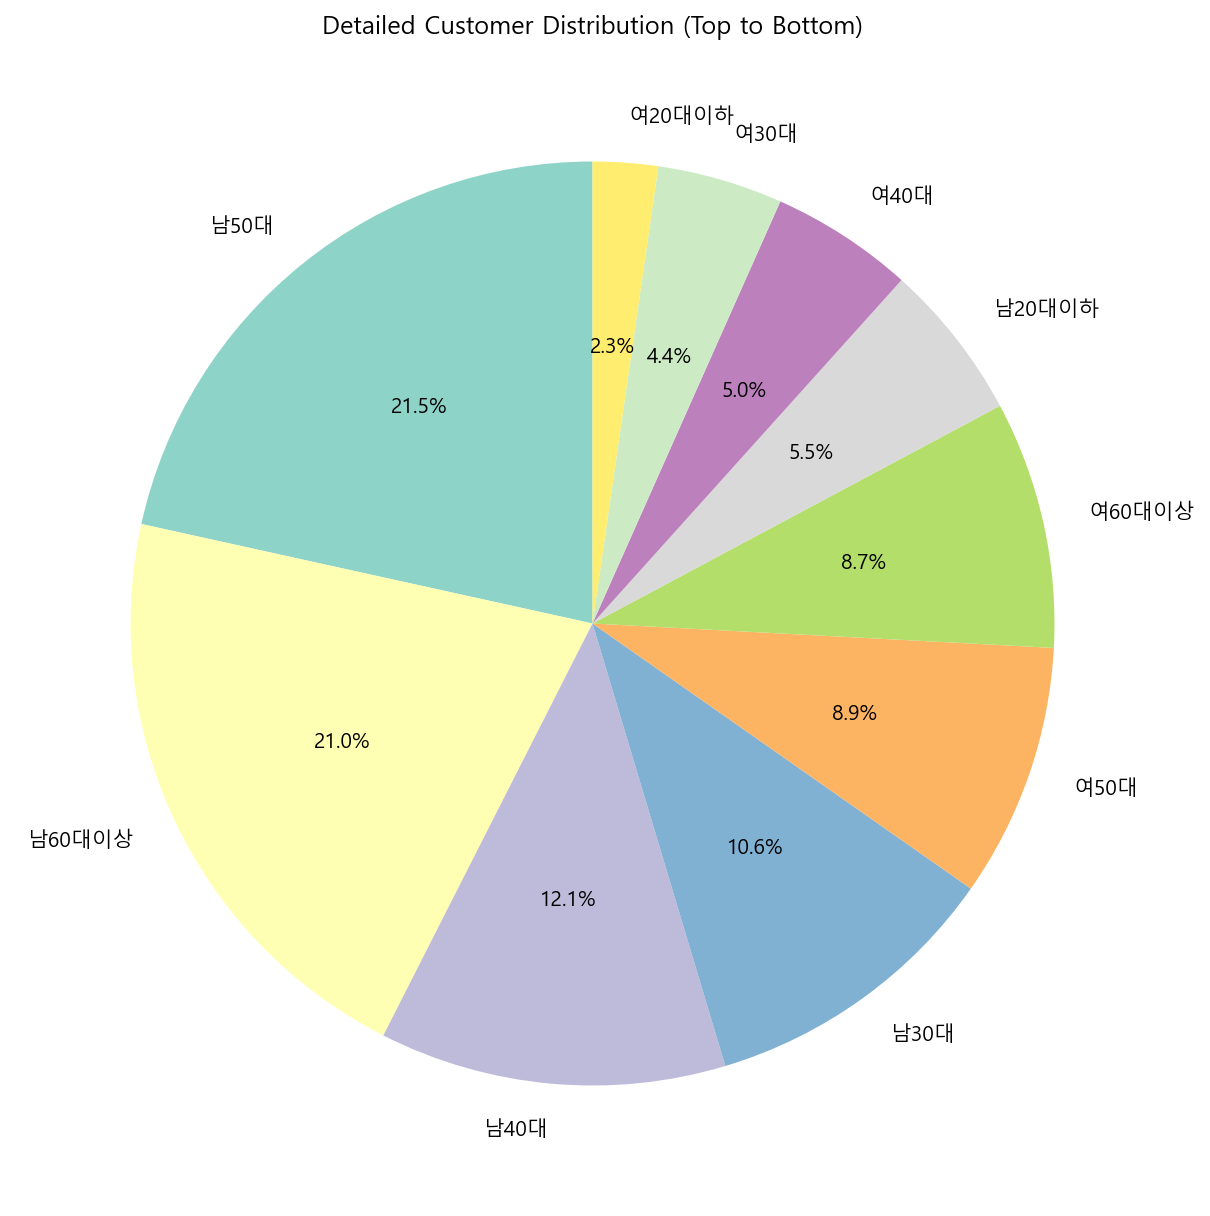 Detailed Customer Distribution (Top to Bottom)
여20대이하
여30대
여40대
남50대
남20대이하
2.3%
4.4%
5.0%
21.5%
5.5%
여60대이상
8.7%
8.9%
21.0%
여50대
남60대이상
10.6%
12.1%
남30대
남40대